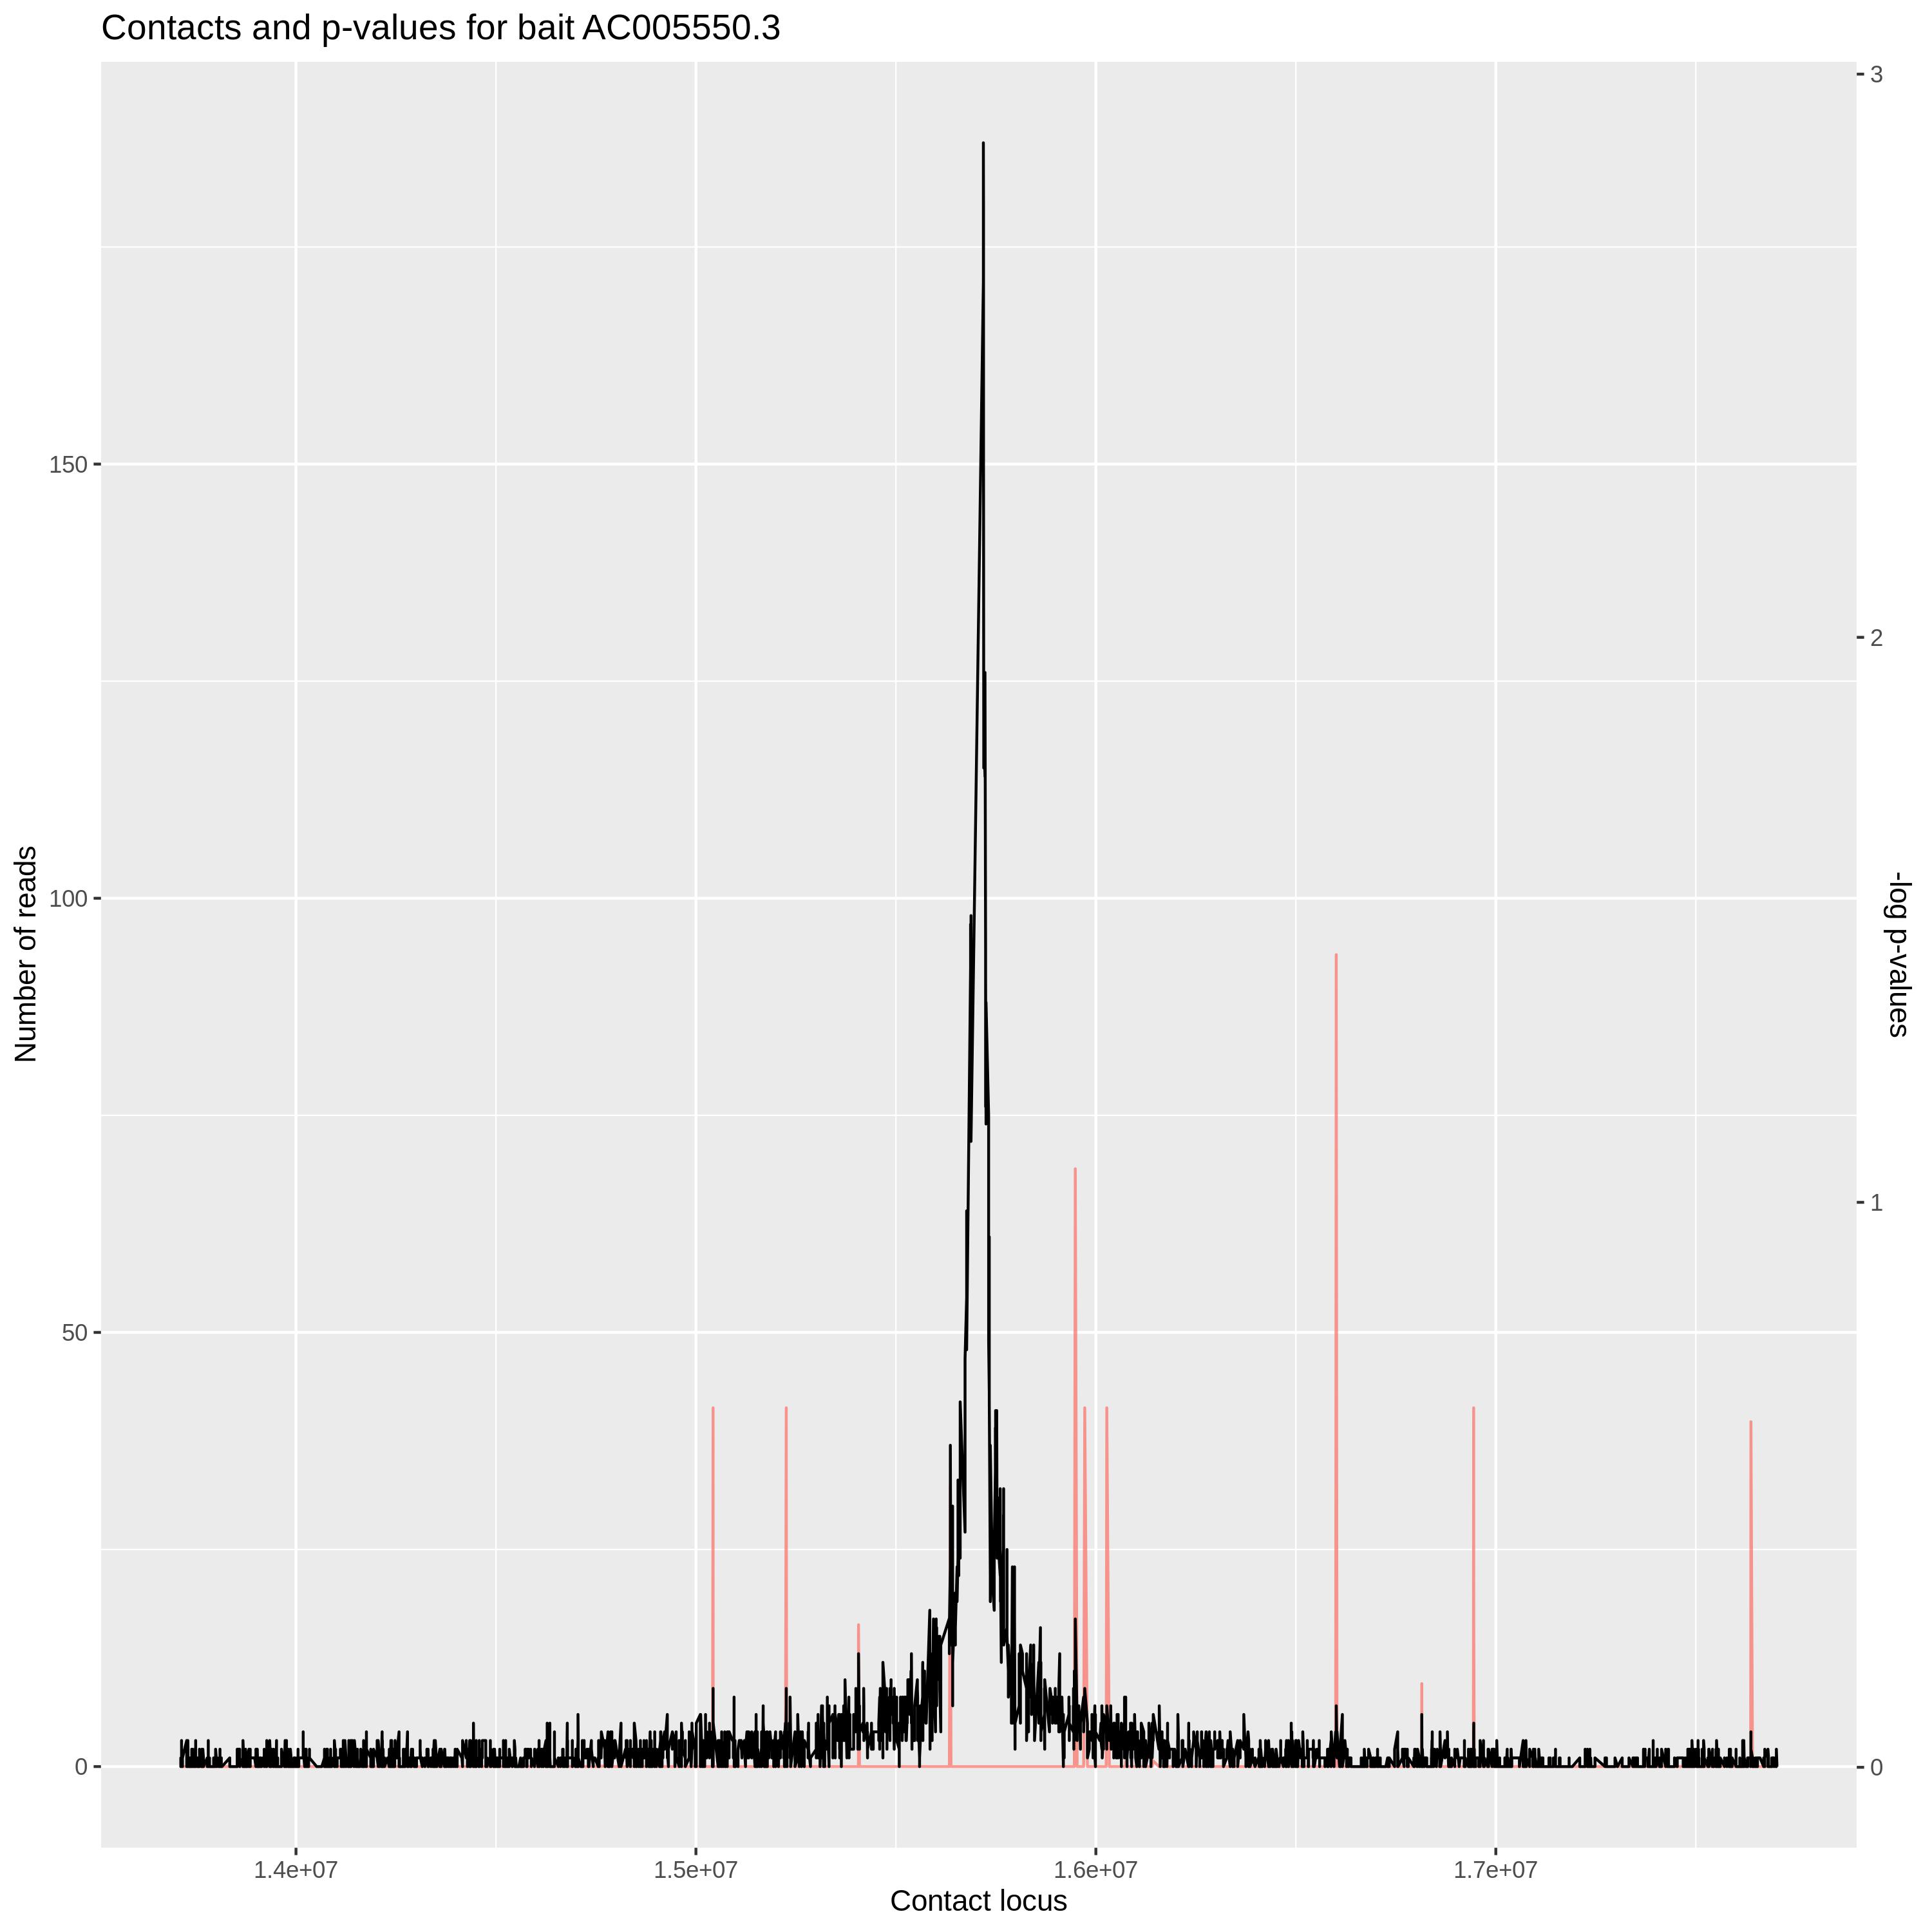 Contacts and p-values for bait AC005550.3
3
150
2
100
Number of reads
-log p-values
1
50
0
0
1.4e+07
1.5e+07
1.6e+07
1.7e+07
Contact locus